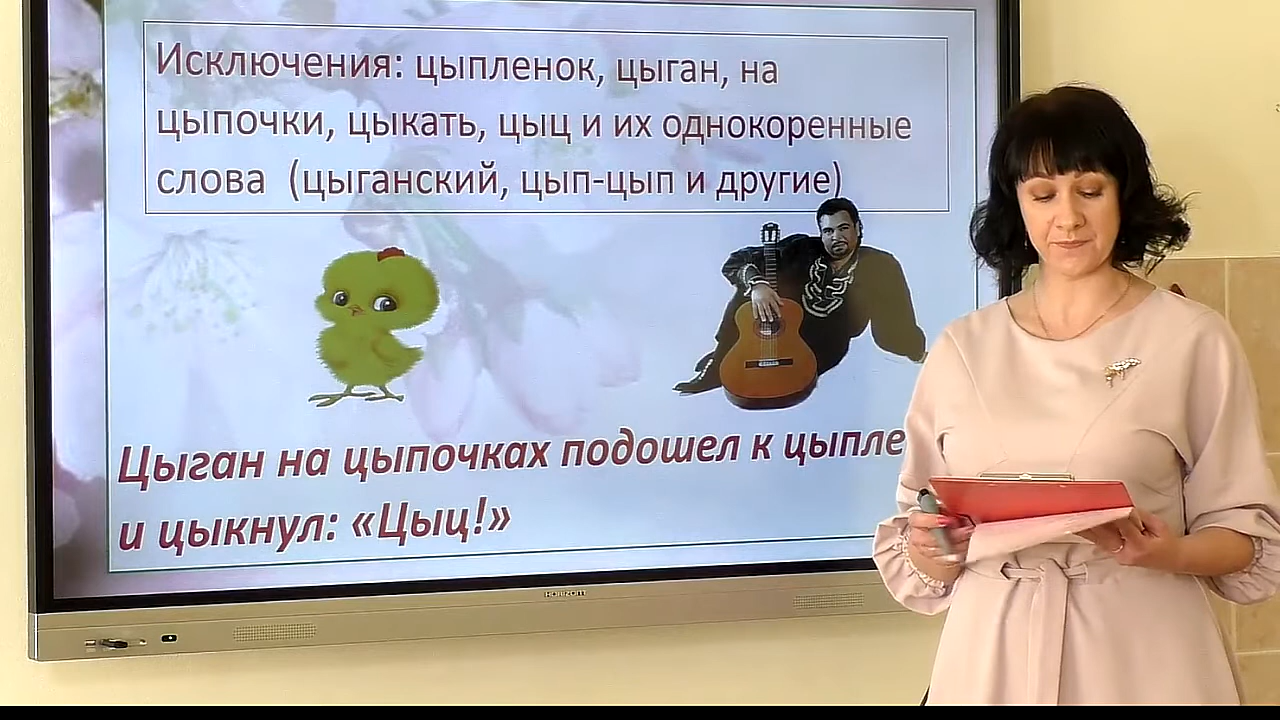 Исключения: цыпленок, цыган, на
цыпочки, цыкать, цыц и их однокоренные
слова (цыганский, цып-цып и другие)
Цыган на цыпочках подошел к цыпле
и цыкнул: «Цыц!»
HORIZONT